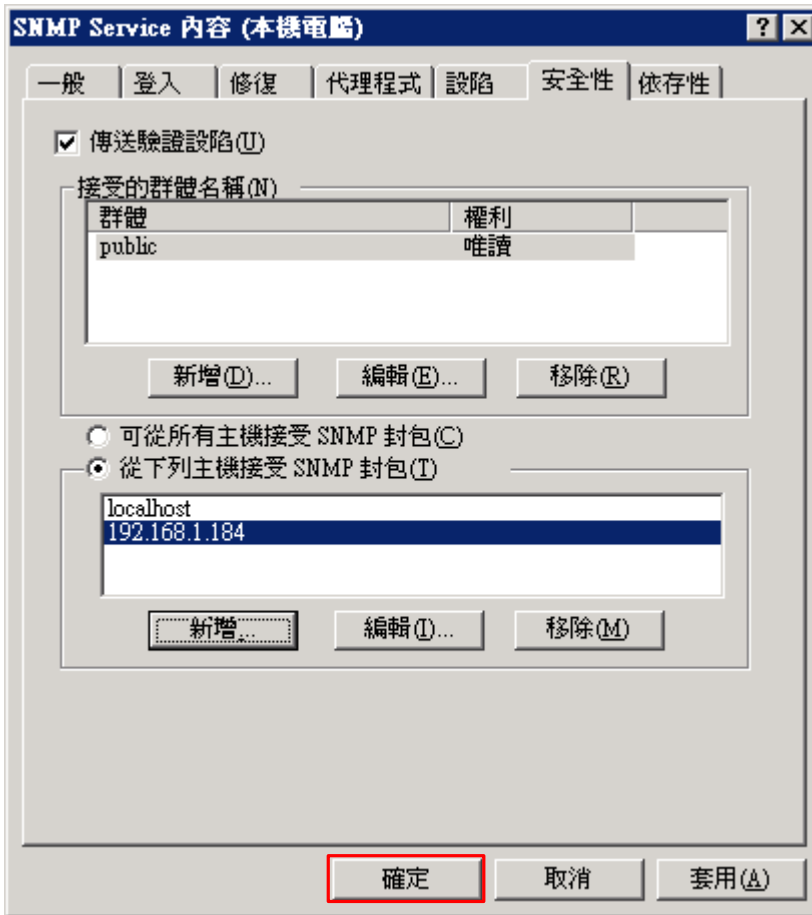 SNMP Service 內容 (本機電腦)
一般 登入 修復 代理程式 設陷 安全性 依存性
傳送驗證設陷(U)
接受的群體名稱(N)
群體 權利
public 唯讀
新增(D)... 編輯(E)... 移除(R)
可從所有主機接受 SNMP 封包(C)
從下列主機接受 SNMP 封包(T)
localhost
192.168.1.184
新增... 編輯(I)... 移除(M)
確定 取消 套用(A)